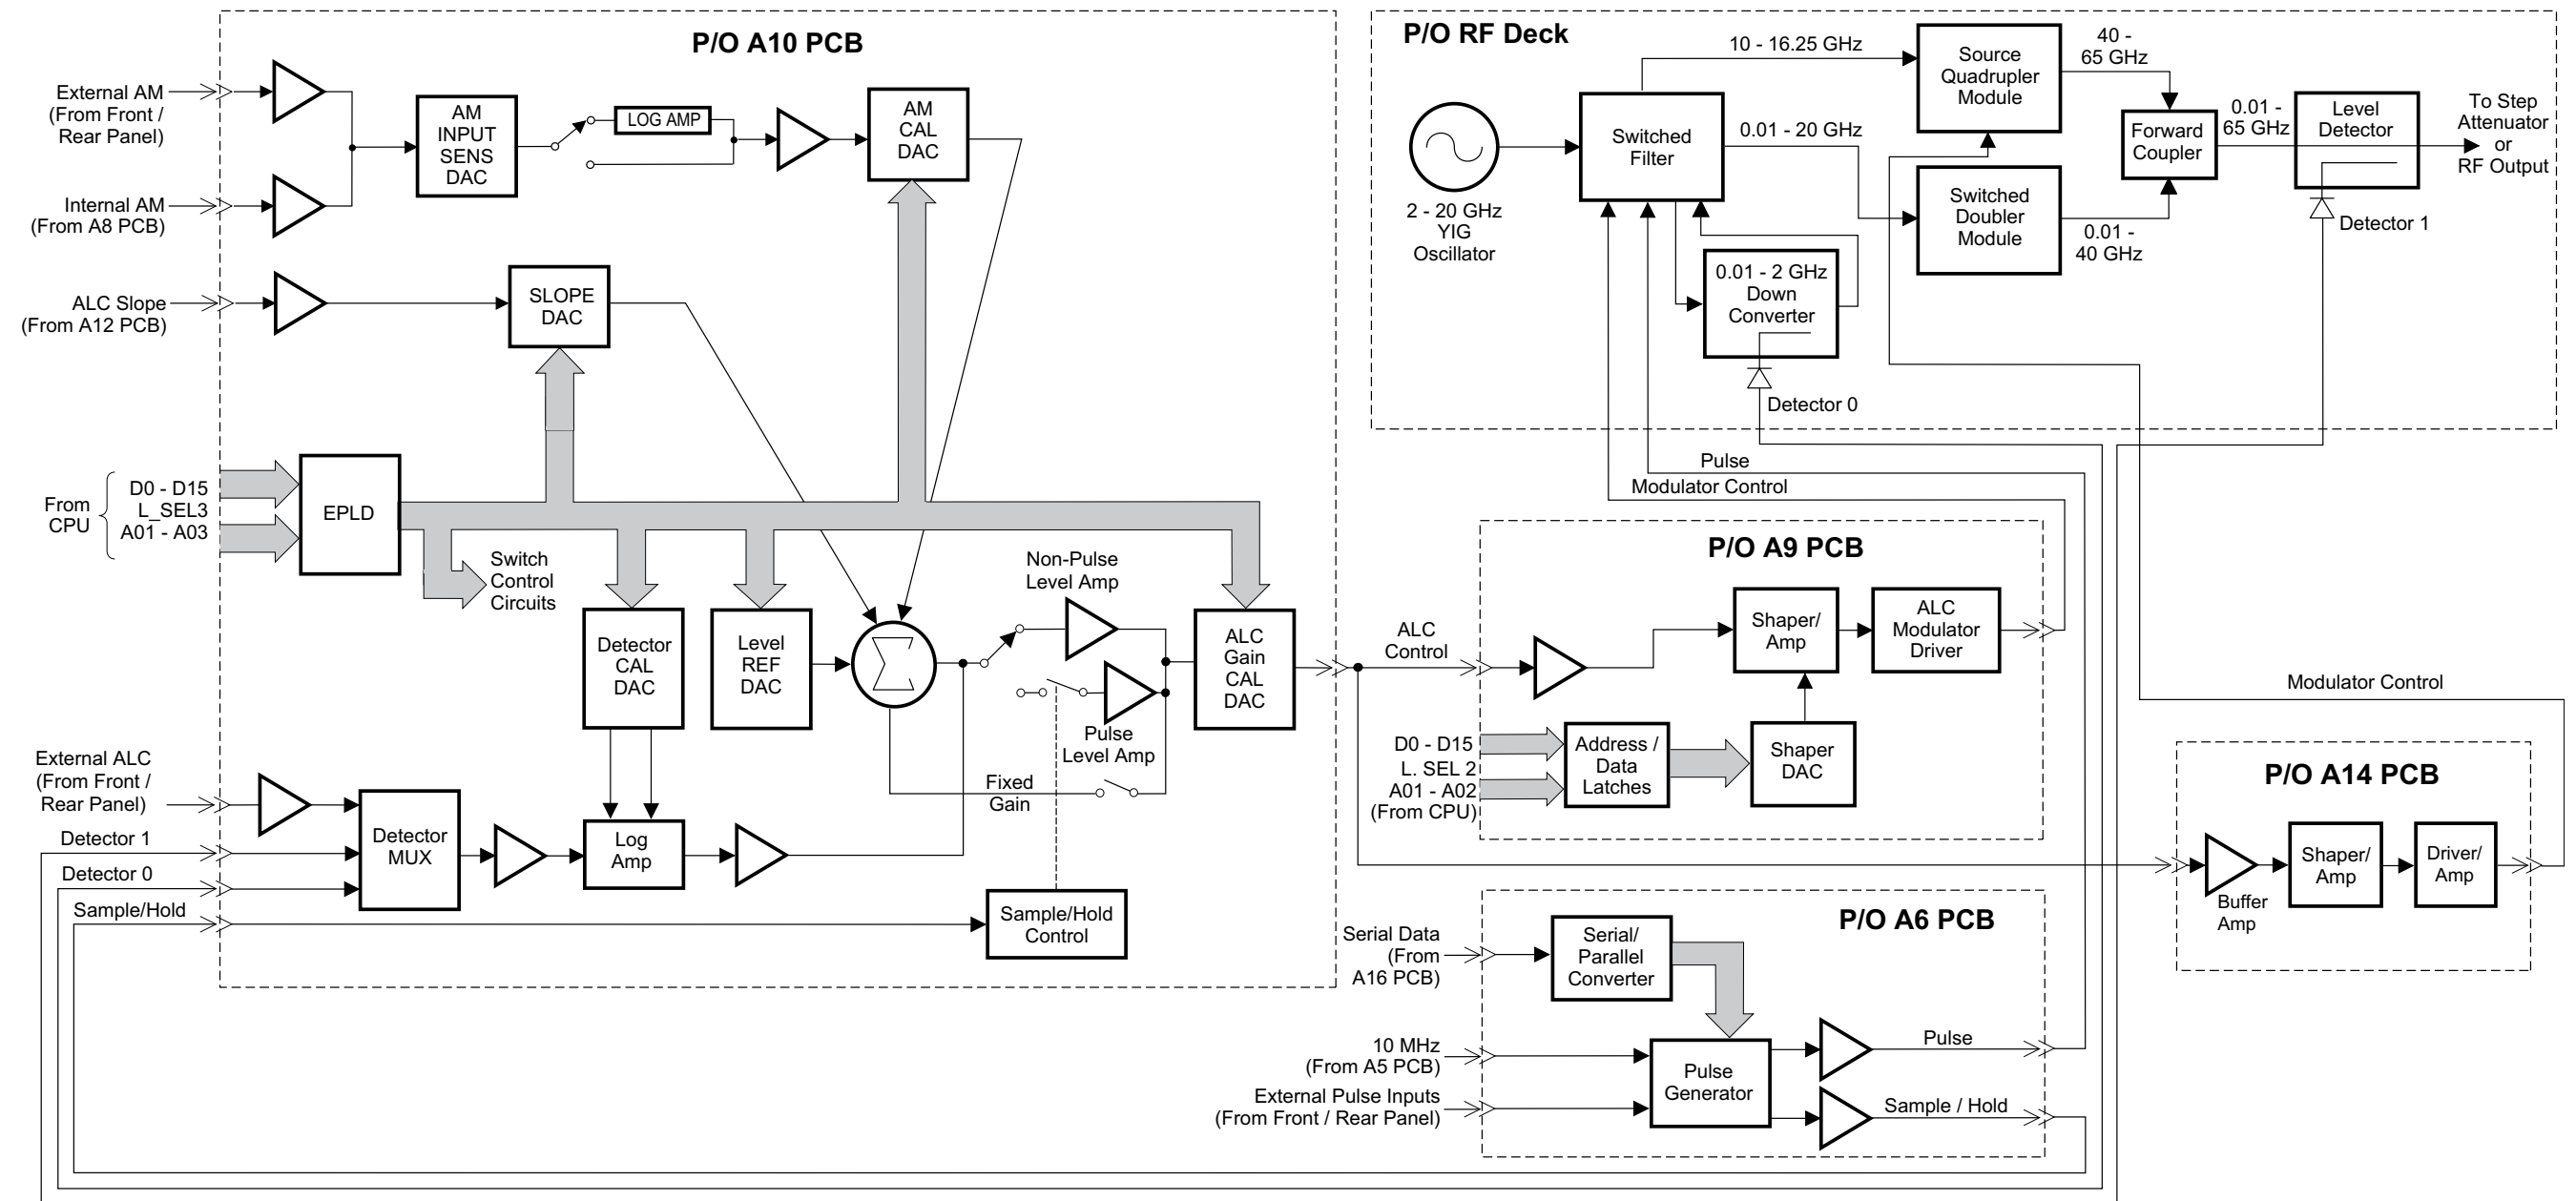 P/O A10 PCB
External AM
(From Front /
Rear Panel)
Internal AM
(From A8 PCB)
AM
INPUT
SENS
DAC
LOG AMP
AM
CAL
DAC
ALC Slope
(From A12 PCB)
SLOPE
DAC
From
CPU
D0 - D15
L_SEL3
A01 - A03
EPLD
Switch
Control
Circuits
Detector
CAL
DAC
Level
REF
DAC
Non-Pulse
Level Amp
Pulse
Level Amp
Fixed
Gain
ALC
Gain
CAL
DAC
External ALC
(From Front /
Rear Panel)
Detector 1
Detector 0
Sample/Hold
Detector
MUX
Log
Amp
Sample/Hold
Control
P/O RF Deck
2 - 20 GHz
YIG
Oscillator
Switched
Filter
10 - 16.25 GHz
0.01 - 20 GHz
Source
Quadrupler
Module
Switched
Doubler
Module
40 -
65 GHz
0.01 -
40 GHz
Forward
Coupler
0.01 -
65 GHz
Level
Detector
To Step
Attenuator
or
RF Output
Detector 1
0.01 - 2 GHz
Down
Converter
Detector 0
Pulse
Modulator Control
P/O A9 PCB
ALC
Control
Shaper/
Amp
ALC
Modulator
Driver
D0 - D15
L. SEL 2
A01 - A02
(From CPU)
Address /
Data
Latches
Shaper
DAC
Modulator Control
P/O A14 PCB
Buffer
Amp
Shaper/
Amp
Driver/
Amp
P/O A6 PCB
Serial Data
(From
A16 PCB)
Serial/
Parallel
Converter
10 MHz
(From A5 PCB)
External Pulse Inputs
(From Front / Rear Panel)
Pulse
Generator
Pulse
Sample / Hold